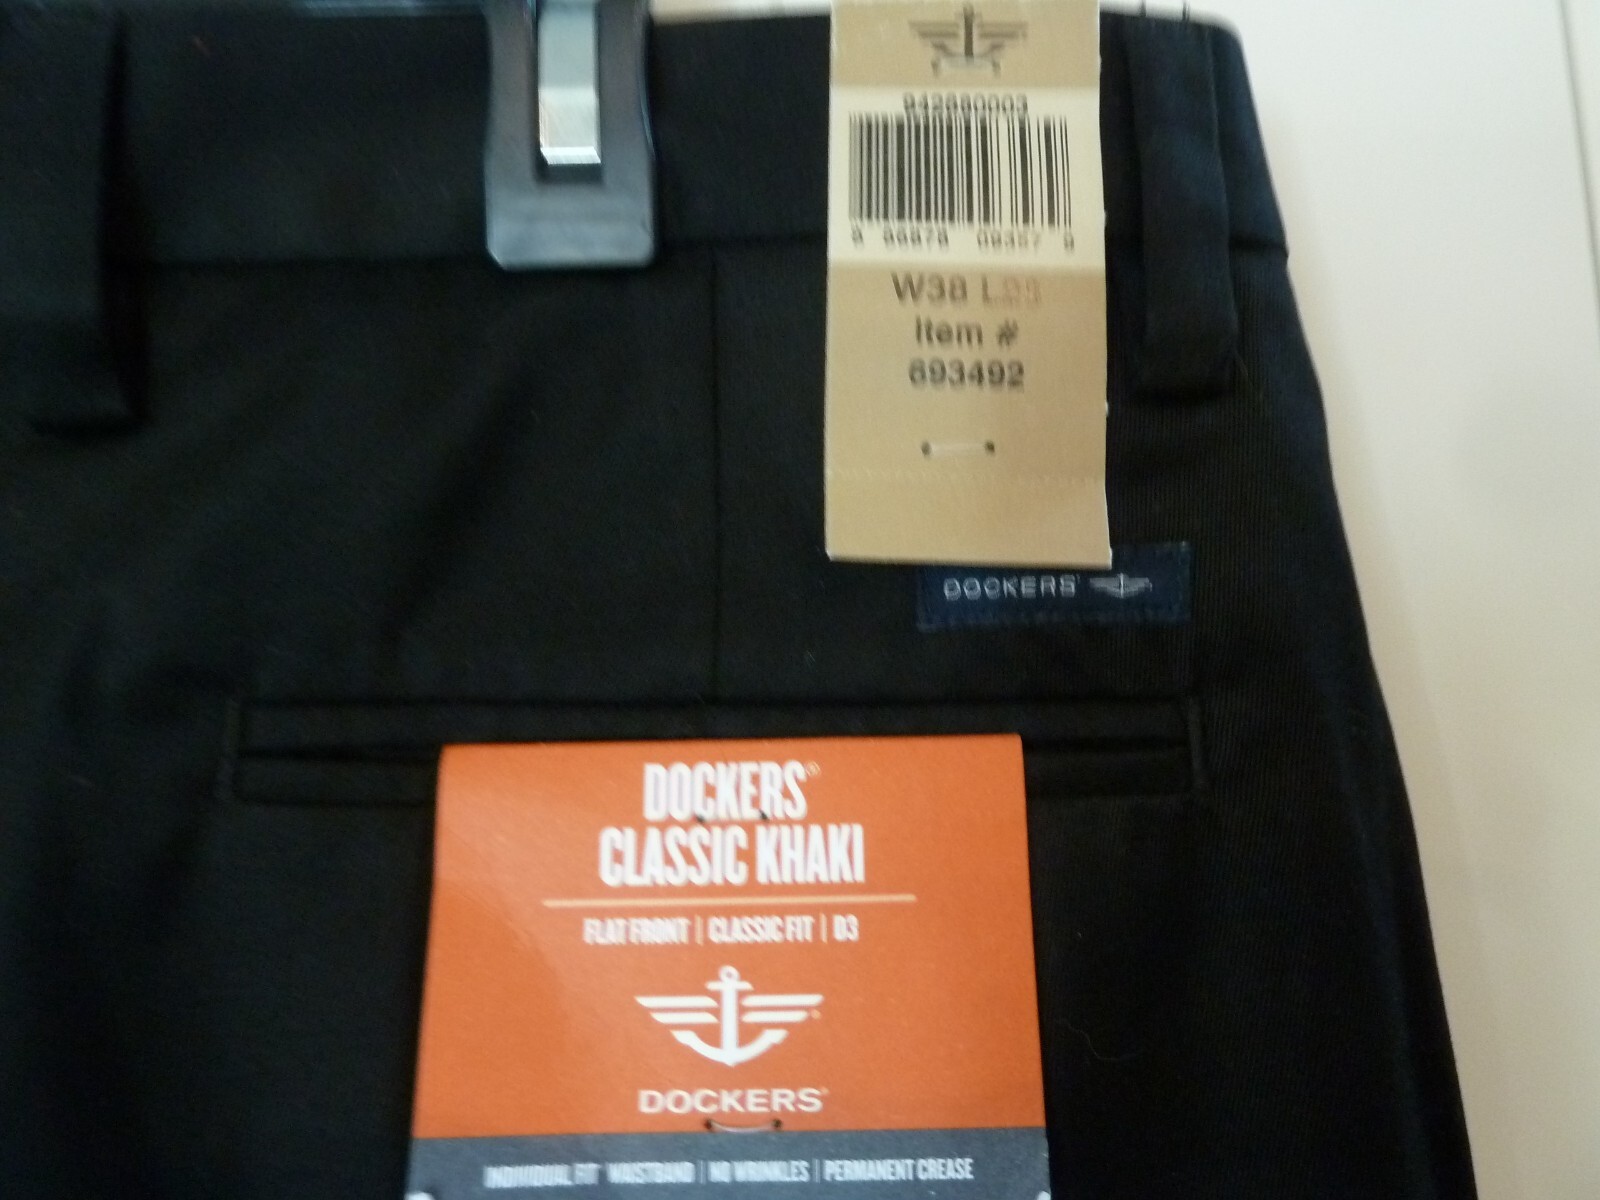 942880003
W38
Item #
693492
DOCKERS
DOCKERS®
CLASSIC KHAKI
FLAT FRONT | CLASSIC FIT | D3
DOCKERS
INDIVIDUAL FIT WAISTBAND | NO WRINKLES | PERMANENT CREASE